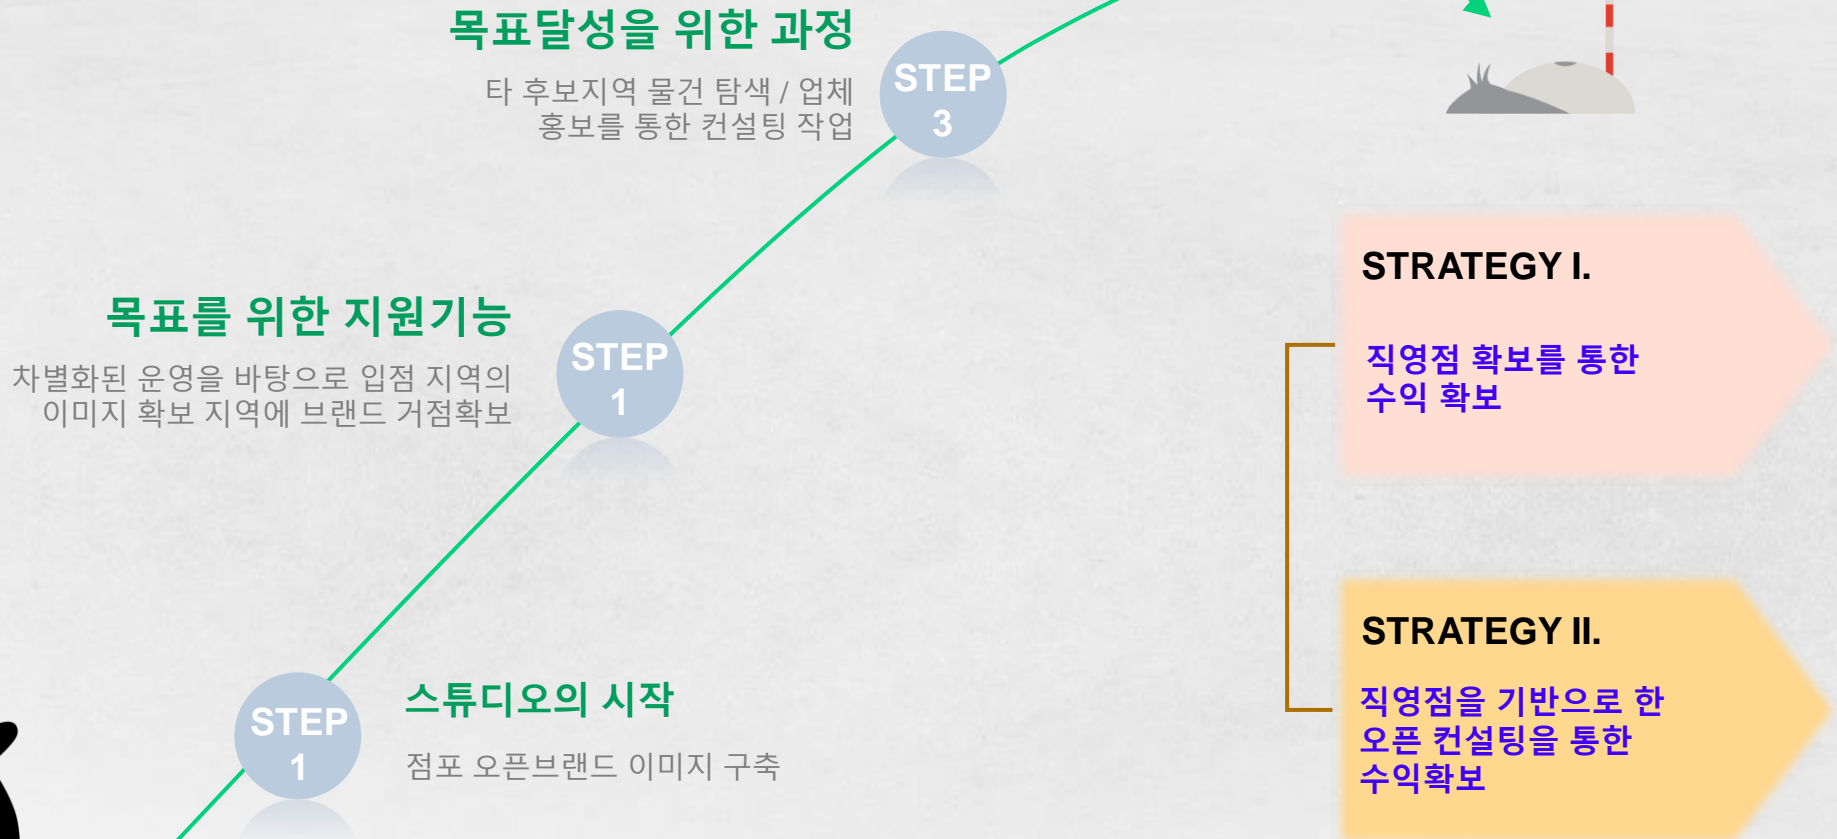 목표달성을 위한 과정
타 후보지역 물건 탐색 / 업체
홍보를 통한 컨설팅 작업
STEP
3
목표를 위한 지원기능
차별화된 운영을 바탕으로 입점 지역의
이미지 확보 지역에 브랜드 거점확보
STEP
1
STEP
1
스튜디오의 시작
점포 오픈브랜드 이미지 구축
STRATEGY I.
직영점 확보를 통한
수익 확보
STRATEGY II.
직영점을 기반으로 한
오픈 컨설팅을 통한
수익확보